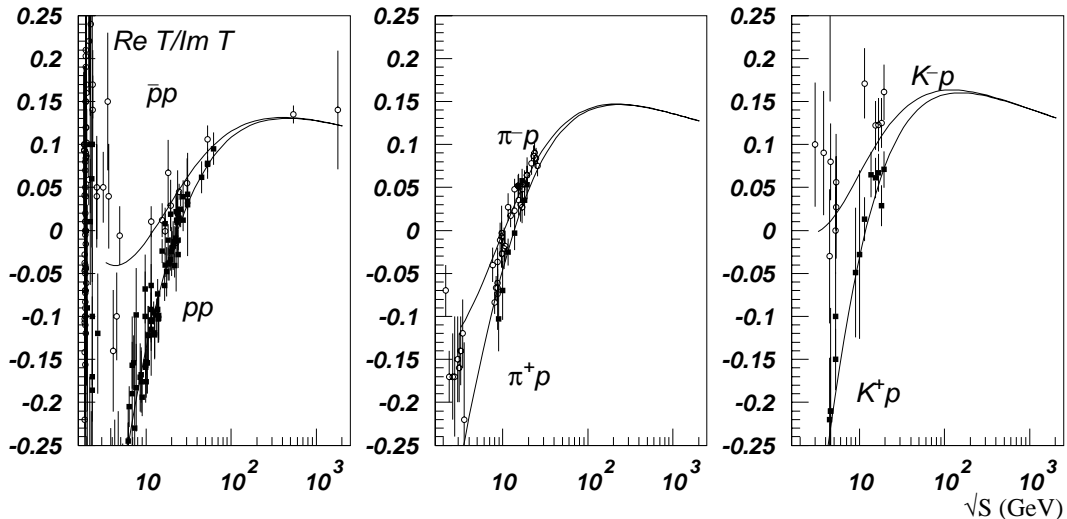 0.25 0.25 0.25
Re T/Im T
0.2 0.2 0.2
p̄p K⁻p
0.15 0.15 0.15
π⁻p
0.1 0.1 0.1
0.05 0.05 0.05
0 0 0
-0.05 -0.05 -0.05
pp
-0.1 -0.1 -0.1
-0.15 -0.15 -0.15
π⁺p K⁺p
-0.2 -0.2 -0.2
-0.25 -0.25 -0.25
10 10² 10³ 10 10² 10³ 10 10² 10³
√S (GeV)